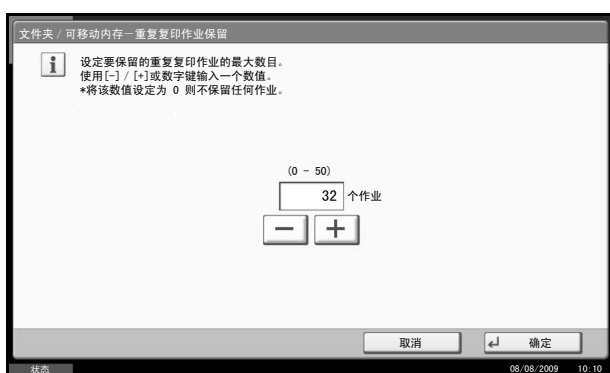 文件夹/可移动内存－重复复印作业保留
设定要保留的重复复印作业的最大数目。
使用[-]/[+]或数字键输入一个数值。
*将该数值设定为 0 则不保留任何作业。
(0 - 50)
32 个作业
取消 确定
状态 08/08/2009 10:10